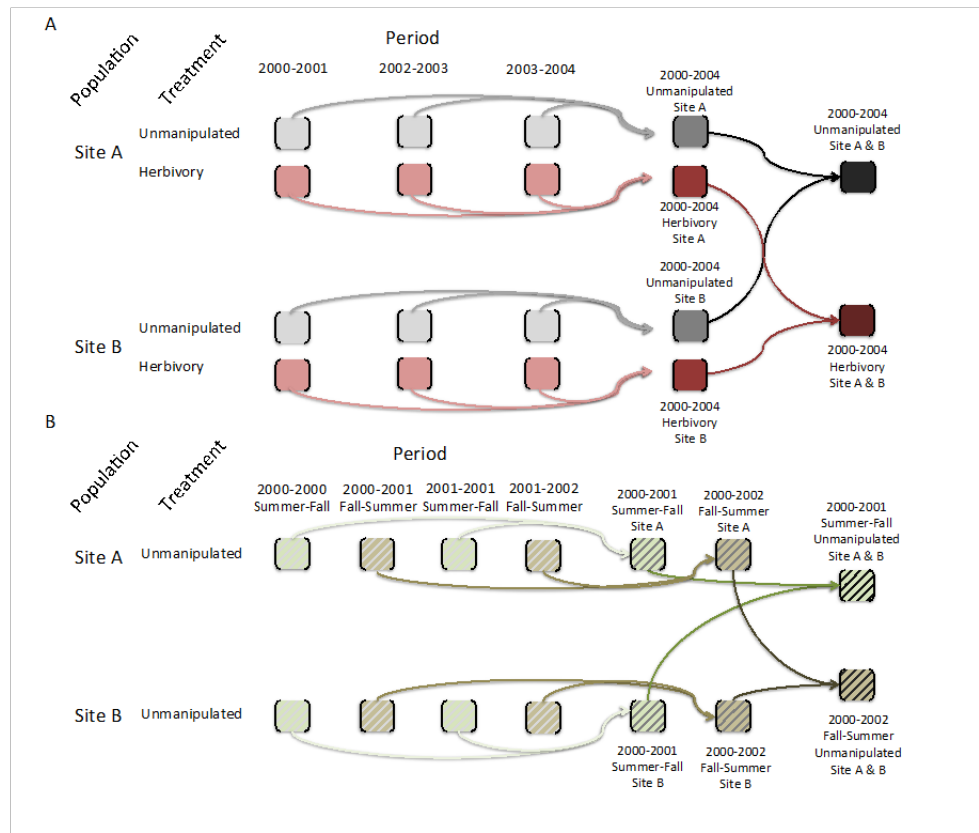 A
Population
Treatment
Period
2000-2001
2002-2003
2003-2004
2000-2004
Unmanipulated
Site A
2000-2004
Unmanipulated
Site A & B
Site A
Unmanipulated
Herbivory
2000-2004
Herbivory
Site A
2000-2004
Unmanipulated
Site B
Site B
Unmanipulated
Herbivory
2000-2004
Herbivory
Site A & B
2000-2004
Herbivory
Site B
B
Population
Treatment
Period
2000-2000
Summer-Fall
2000-2001
Fall-Summer
2001-2001
Summer-Fall
2001-2002
Fall-Summer
2000-2001
Summer-Fall
Site A
2000-2002
Fall-Summer
Site A
2000-2001
Summer-Fall
Unmanipulated
Site A & B
Site A
Unmanipulated
Site B
Unmanipulated
2000-2001
Summer-Fall
Site B
2000-2002
Fall-Summer
Site B
2000-2002
Fall-Summer
Unmanipulated
Site A & B